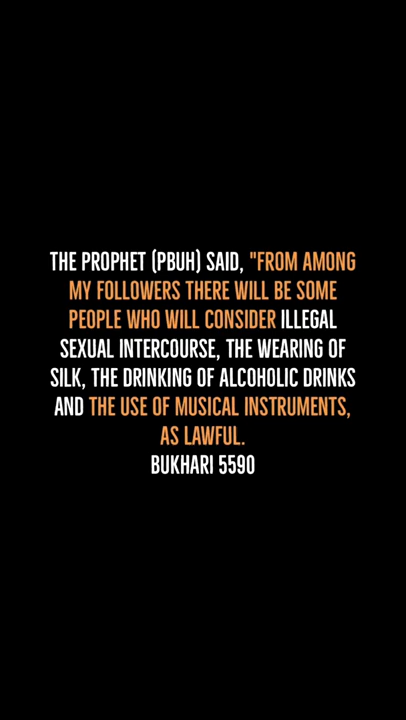 THE PROPHET (PBUH) SAID, "FROM AMONG
MY FOLLOWERS THERE WILL BE SOME
PEOPLE WHO WILL CONSIDER ILLEGAL
SEXUAL INTERCOURSE, THE WEARING OF
SILK, THE DRINKING OF ALCOHOLIC DRINKS
AND THE USE OF MUSICAL INSTRUMENTS,
AS LAWFUL.
BUKHARI 5590